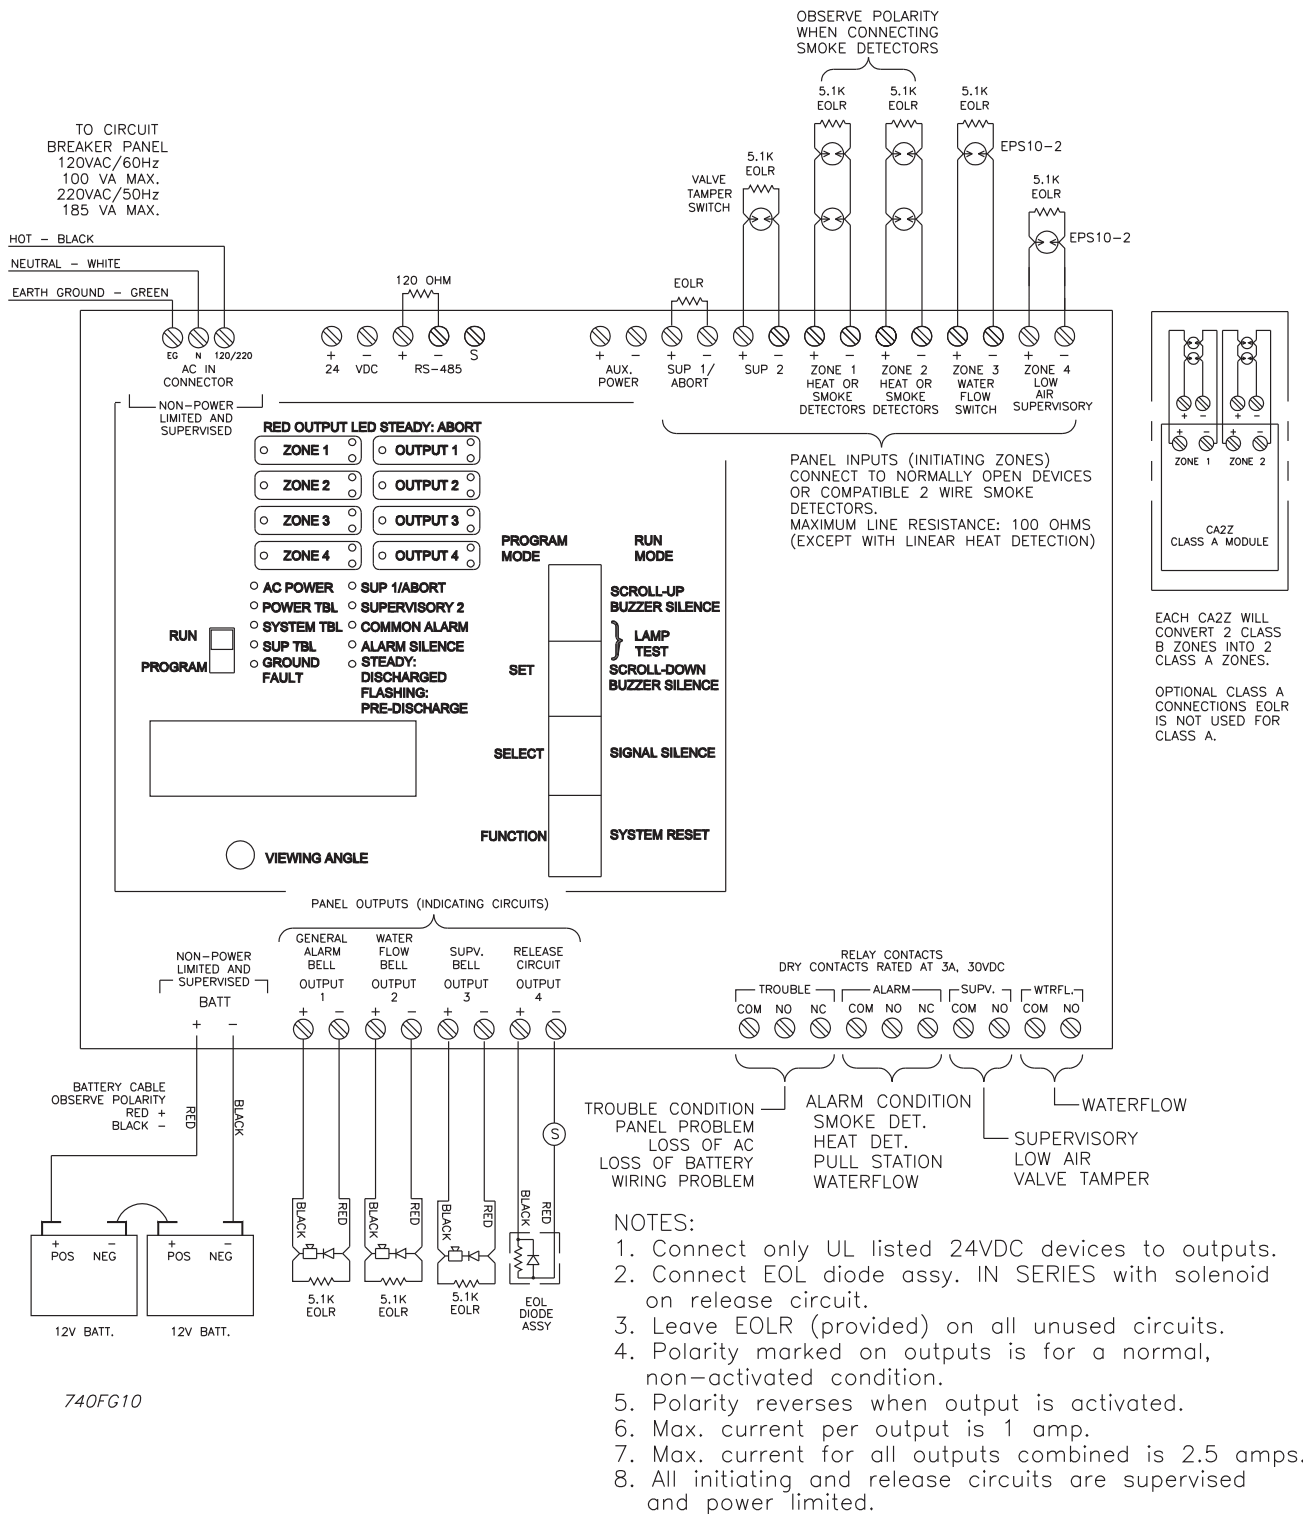 OBSERVE POLARITY
WHEN CONNECTING
SMOKE DETECTORS
5.1K
EOLR
5.1K
EOLR
5.1K
EOLR
EPS10-2
5.1K
EOLR
VALVE
TAMPER
SWITCH
5.1K
EOLR
EPS10-2
TO CIRCUIT
BREAKER PANEL
120VAC/60Hz
100 VA MAX.
220VAC/50Hz
185 VA MAX.
HOT - BLACK
NEUTRAL - WHITE
EARTH GROUND - GREEN
120 OHM
EOLR
EG N 120/220
AC IN
CONNECTOR
NON-POWER
LIMITED AND
SUPERVISED
+ -
24 VDC
+ - S
RS-485
+ -
AUX.
POWER
+ -
SUP 1/
ABORT
+ -
SUP 2
+ -
ZONE 1
HEAT OR
SMOKE
DETECTORS
+ -
ZONE 2
HEAT OR
SMOKE
DETECTORS
+ -
ZONE 3
WATER
FLOW
SWITCH
+ -
ZONE 4
LOW
AIR
SUPERVISORY
PANEL INPUTS (INITIATING ZONES)
CONNECT TO NORMALLY OPEN DEVICES
OR COMPATIBLE 2 WIRE SMOKE
DETECTORS.
MAXIMUM LINE RESISTANCE: 100 OHMS
(EXCEPT WITH LINEAR HEAT DETECTION)
+ - + -
+ - + -
ZONE 1 ZONE 2
CA2Z
CLASS A MODULE
EACH CA2Z WILL
CONVERT 2 CLASS
B ZONES INTO 2
CLASS A ZONES.
OPTIONAL CLASS A
CONNECTIONS EOLR
IS NOT USED FOR
CLASS A.
RED OUTPUT LED STEADY: ABORT
ZONE 1 OUTPUT 1
ZONE 2 OUTPUT 2
ZONE 3 OUTPUT 3
ZONE 4 OUTPUT 4
AC POWER
POWER TBL
SYSTEM TBL
SUP TBL
GROUND
FAULT
SUP 1/ABORT
SUPERVISORY 2
COMMON ALARM
ALARM SILENCE
STEADY:
DISCHARGED
FLASHING:
PRE-DISCHARGE
RUN
PROGRAM
PROGRAM
MODE
RUN
MODE
SCROLL-UP
BUZZER SILENCE
} LAMP
TEST
SET
SCROLL-DOWN
BUZZER SILENCE
SELECT
SIGNAL SILENCE
FUNCTION
SYSTEM RESET
VIEWING ANGLE
PANEL OUTPUTS (INDICATING CIRCUITS)
NON-POWER
LIMITED AND
SUPERVISED
BATT
+ -
GENERAL
ALARM
BELL
OUTPUT
1
+ -
WATER
FLOW
BELL
OUTPUT
2
+ -
SUPV.
BELL
OUTPUT
3
+ -
RELEASE
CIRCUIT
OUTPUT
4
+ -
RELAY CONTACTS
DRY CONTACTS RATED AT 3A, 30VDC
TROUBLE ALARM SUPV. WTRFL.
COM NO NC COM NO NC COM NO COM NO
BATTERY CABLE
OBSERVE POLARITY
RED +
BLACK -
RED
BLACK
S
BLACK
RED
BLACK
RED
BLACK
RED
BLACK
RED
TROUBLE CONDITION
PANEL PROBLEM
LOSS OF AC
LOSS OF BATTERY
WIRING PROBLEM
ALARM CONDITION
SMOKE DET.
HEAT DET.
PULL STATION
WATERFLOW
WATERFLOW
SUPERVISORY
LOW AIR
VALVE TAMPER
+ -
POS NEG
+ -
POS NEG
12V BATT.
12V BATT.
5.1K
EOLR
5.1K
EOLR
5.1K
EOLR
EOL
DIODE
ASSY
NOTES:
1. Connect only UL listed 24VDC devices to outputs.
2. Connect EOL diode assy. IN SERIES with solenoid
on release circuit.
3. Leave EOLR (provided) on all unused circuits.
4. Polarity marked on outputs is for a normal,
non-activated condition.
5. Polarity reverses when output is activated.
6. Max. current per output is 1 amp.
7. Max. current for all outputs combined is 2.5 amps.
8. All initiating and release circuits are supervised
and power limited.
740FG10